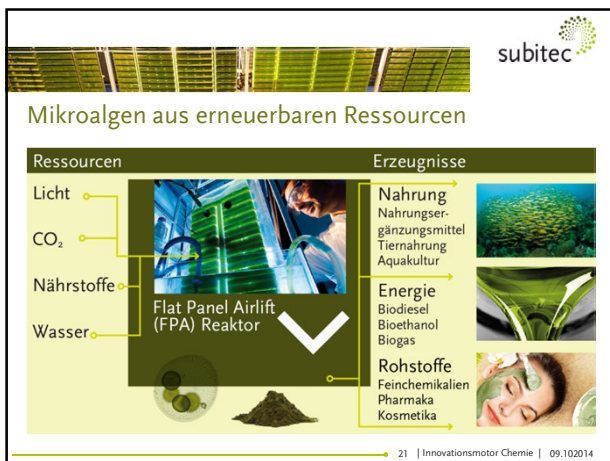 subitec
Mikroalgen aus erneuerbaren Ressourcen
Ressourcen
Erzeugnisse
Licht
CO₂
Nährstoffe
Wasser
Flat Panel Airlift
(FPA) Reaktor
Nahrung
Nahrungser-
gänzungsmittel
Tiernahrung
Aquakultur
Energie
Biodiesel
Bioethanol
Biogas
Rohstoffe
Feinchemikalien
Pharmaka
Kosmetika
21 | Innovationsmotor Chemie | 09.102014